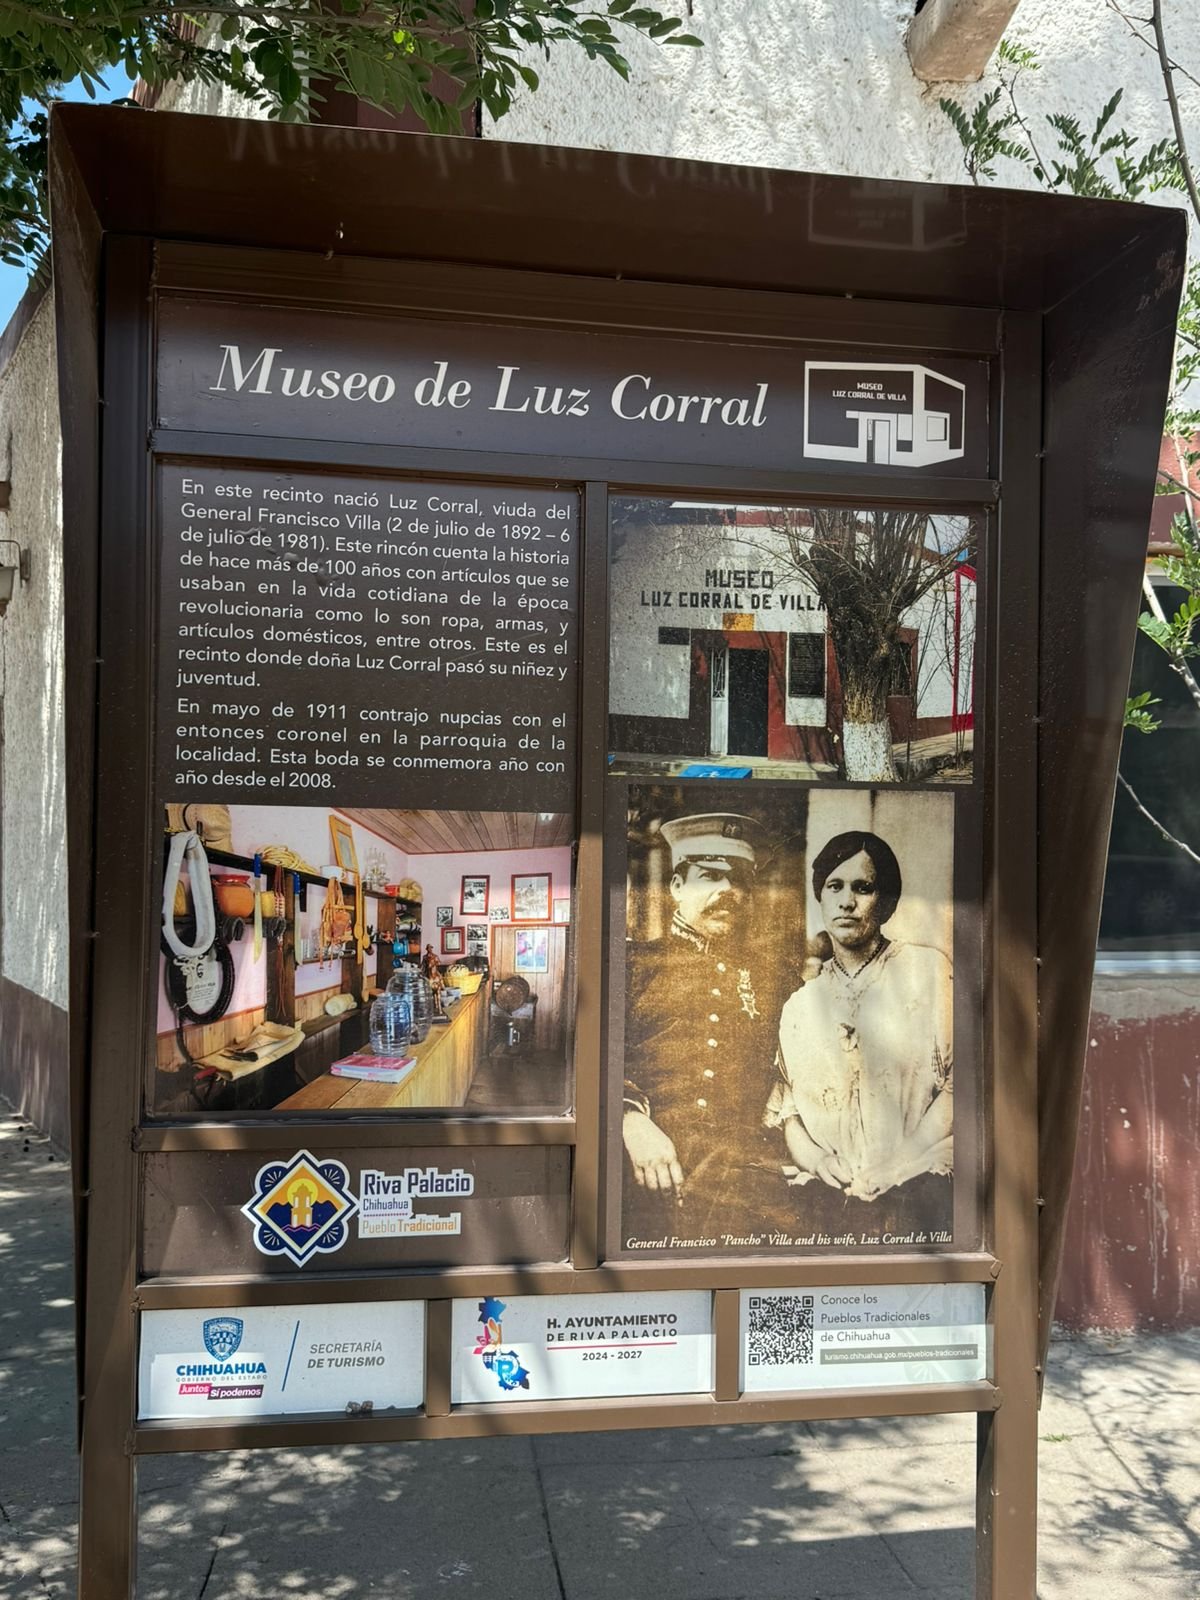 Museo de Luz Corral
MUSEO
LUZ CORRAL DE VILLA
En este recinto nació Luz Corral, viuda del
General Francisco Villa (2 de julio de 1892 – 6
de julio de 1981). Este rincón cuenta la historia
de hace más de 100 años con artículos que se
usaban en la vida cotidiana de la época
revolucionaria como lo son ropa, armas, y
artículos domésticos, entre otros. Este es el
recinto donde doña Luz Corral pasó su niñez y
juventud.
En mayo de 1911 contrajo nupcias con el
entonces coronel en la parroquia de la
localidad. Esta boda se conmemora año con
año desde el 2008.
MUSEO
LUZ CORRAL DE VILLA
General Francisco “Pancho” Villa and his wife, Luz Corral de Villa
Riva Palacio
Chihuahua
Pueblo Tradicional
CHIHUAHUA
GOBIERNO DEL ESTADO
Juntos Sí podemos
SECRETARÍA
DE TURISMO
H. AYUNTAMIENTO
DE RIVA PALACIO
2024 - 2027
Conoce los
Pueblos Tradicionales
de Chihuahua
turismo.chihuahua.gob.mx/pueblos-tradicionales